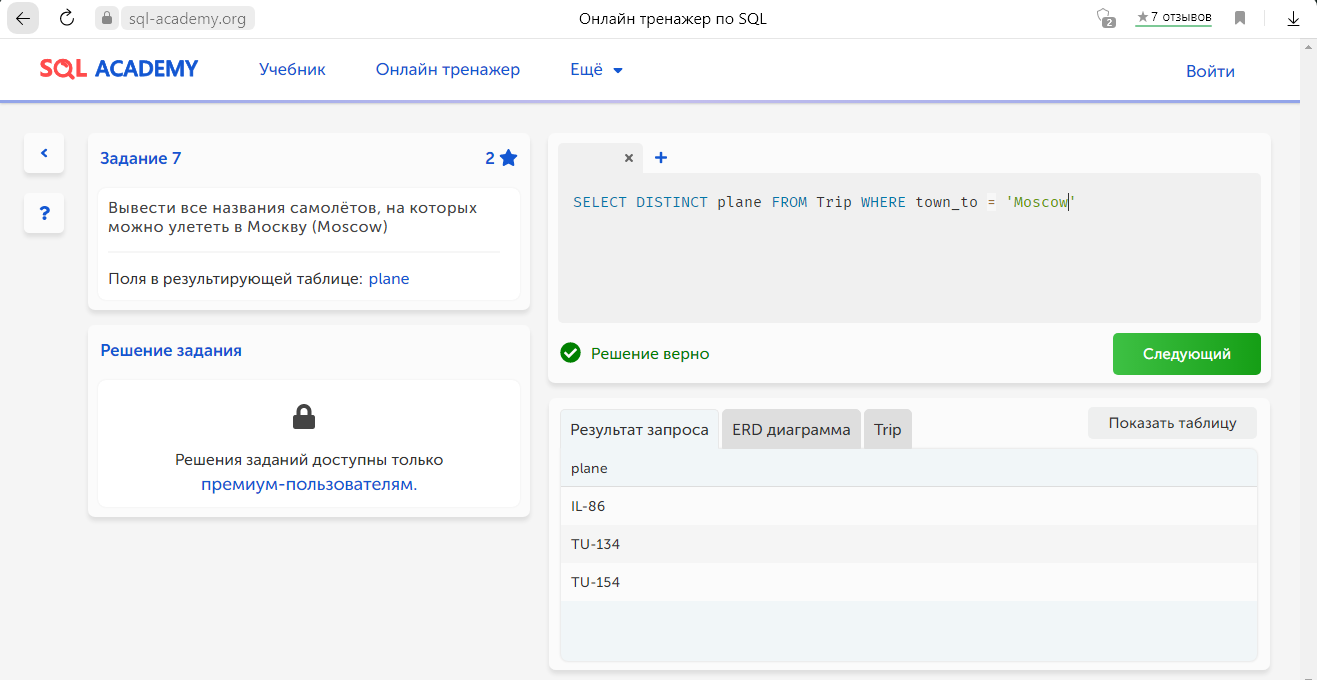 sql-academy.org
Онлайн тренажер по SQL
2
★ 7 отзывов
SQL ACADEMY
Учебник
Онлайн тренажер
Ещё
Войти
Задание 7
2
Вывести все названия самолётов, на которых
можно улететь в Москву (Moscow)
Поля в результирующей таблице: plane
?
Решение задания
Решения заданий доступны только
премиум-пользователям.
× +
SELECT DISTINCT plane FROM Trip WHERE town_to = 'Moscow'
Решение верно
Следующий
Результат запроса
ERD диаграмма
Trip
Показать таблицу
plane
IL-86
TU-134
TU-154